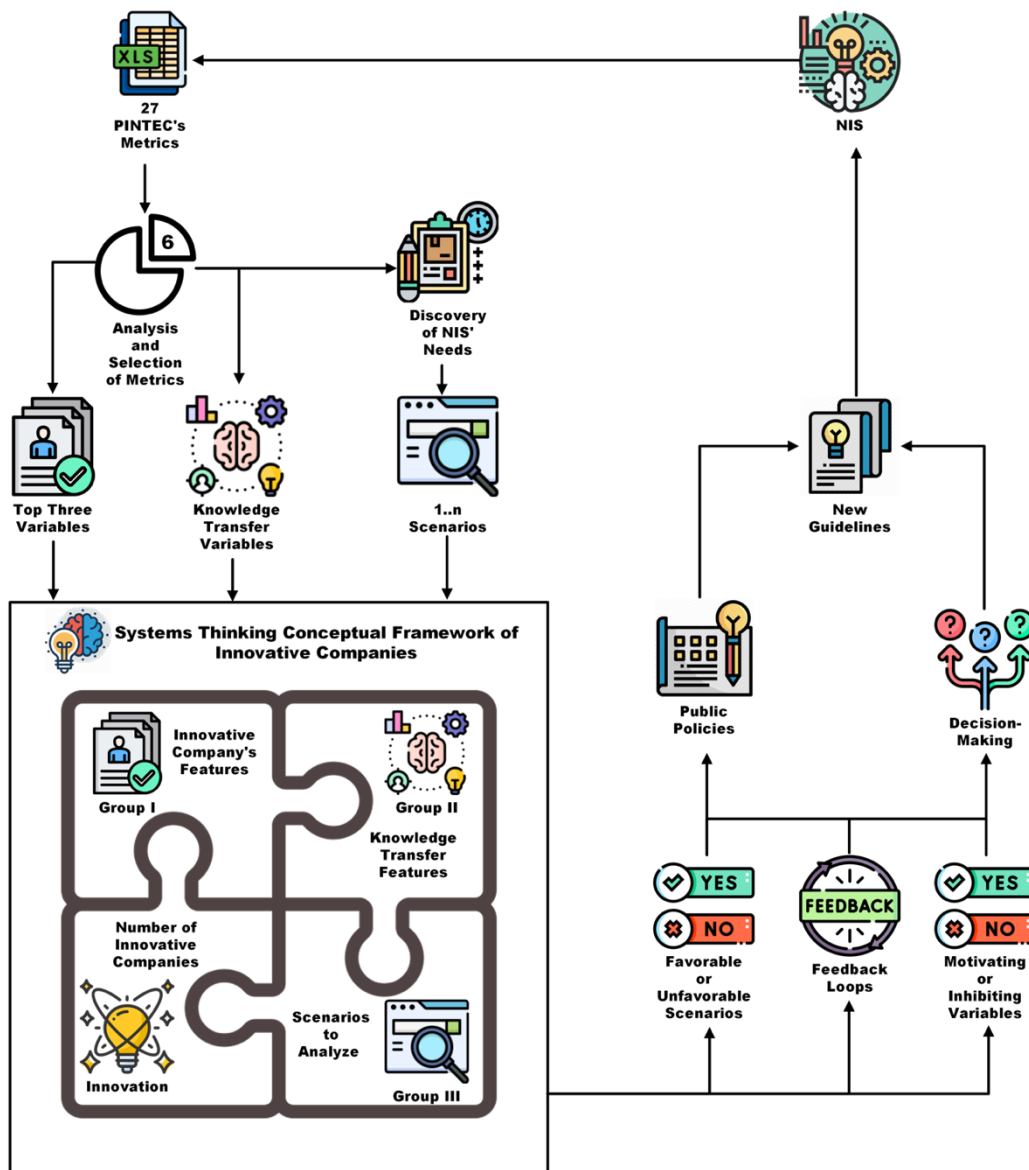 XLS
27
PINTEC's
Metrics
NIS
6
Analysis
and
Selection
of Metrics
Discovery
of NIS'
Needs
Top Three
Variables
Knowledge
Transfer
Variables
1..n
Scenarios
New
Guidelines
Systems Thinking Conceptual Framework of
Innovative Companies
Public
Policies
?
?
?
Decision-
Making
Innovative
Company's
Features
Group I
Group II
Knowledge
Transfer
Features
Number of
Innovative
Companies
Innovation
Scenarios
to
Analyze
Group III
YES
NO
Favorable
or
Unfavorable
Scenarios
FEEDBACK
Feedback
Loops
YES
NO
Motivating
or
Inhibiting
Variables